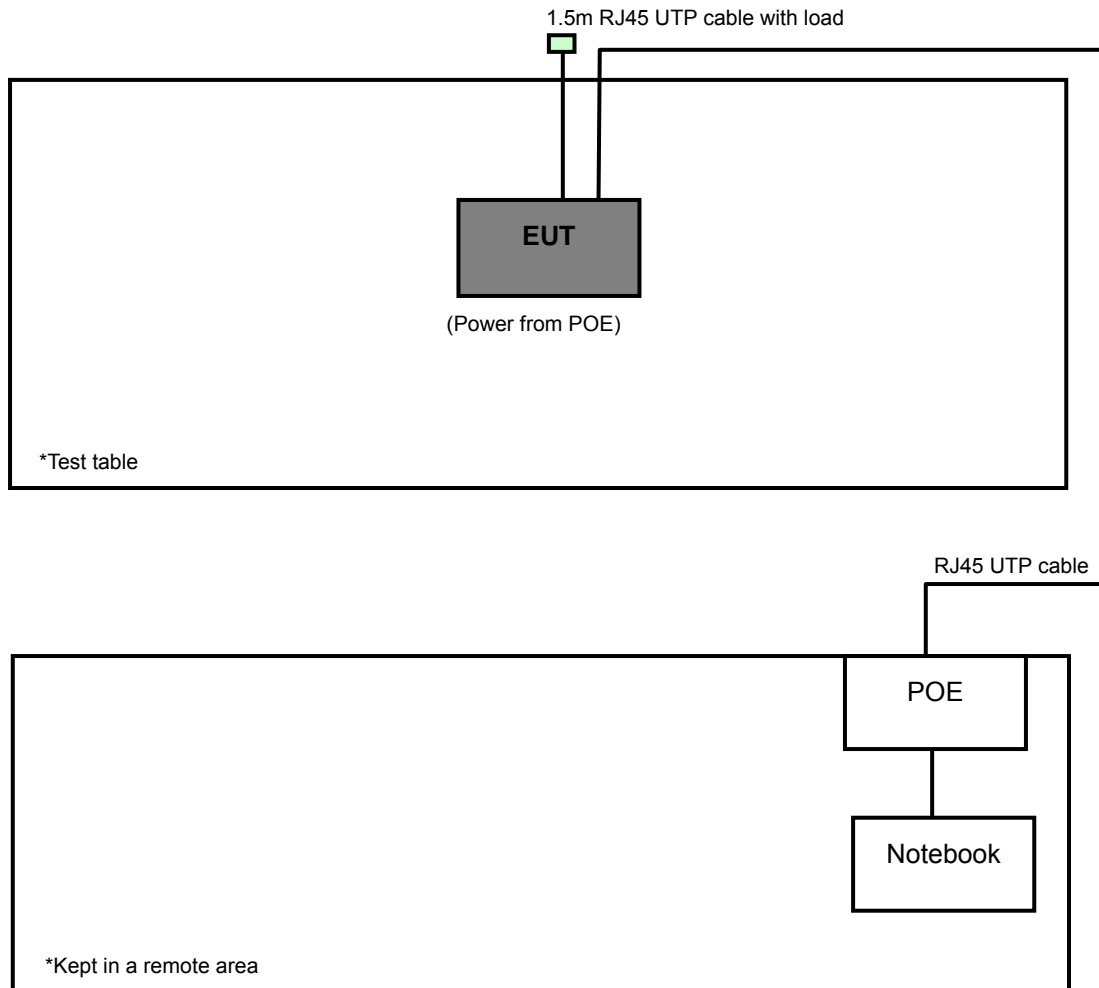 1.5m RJ45 UTP cable with load
EUT
(Power from POE)
*Test table
RJ45 UTP cable
POE
Notebook
*Kept in a remote area